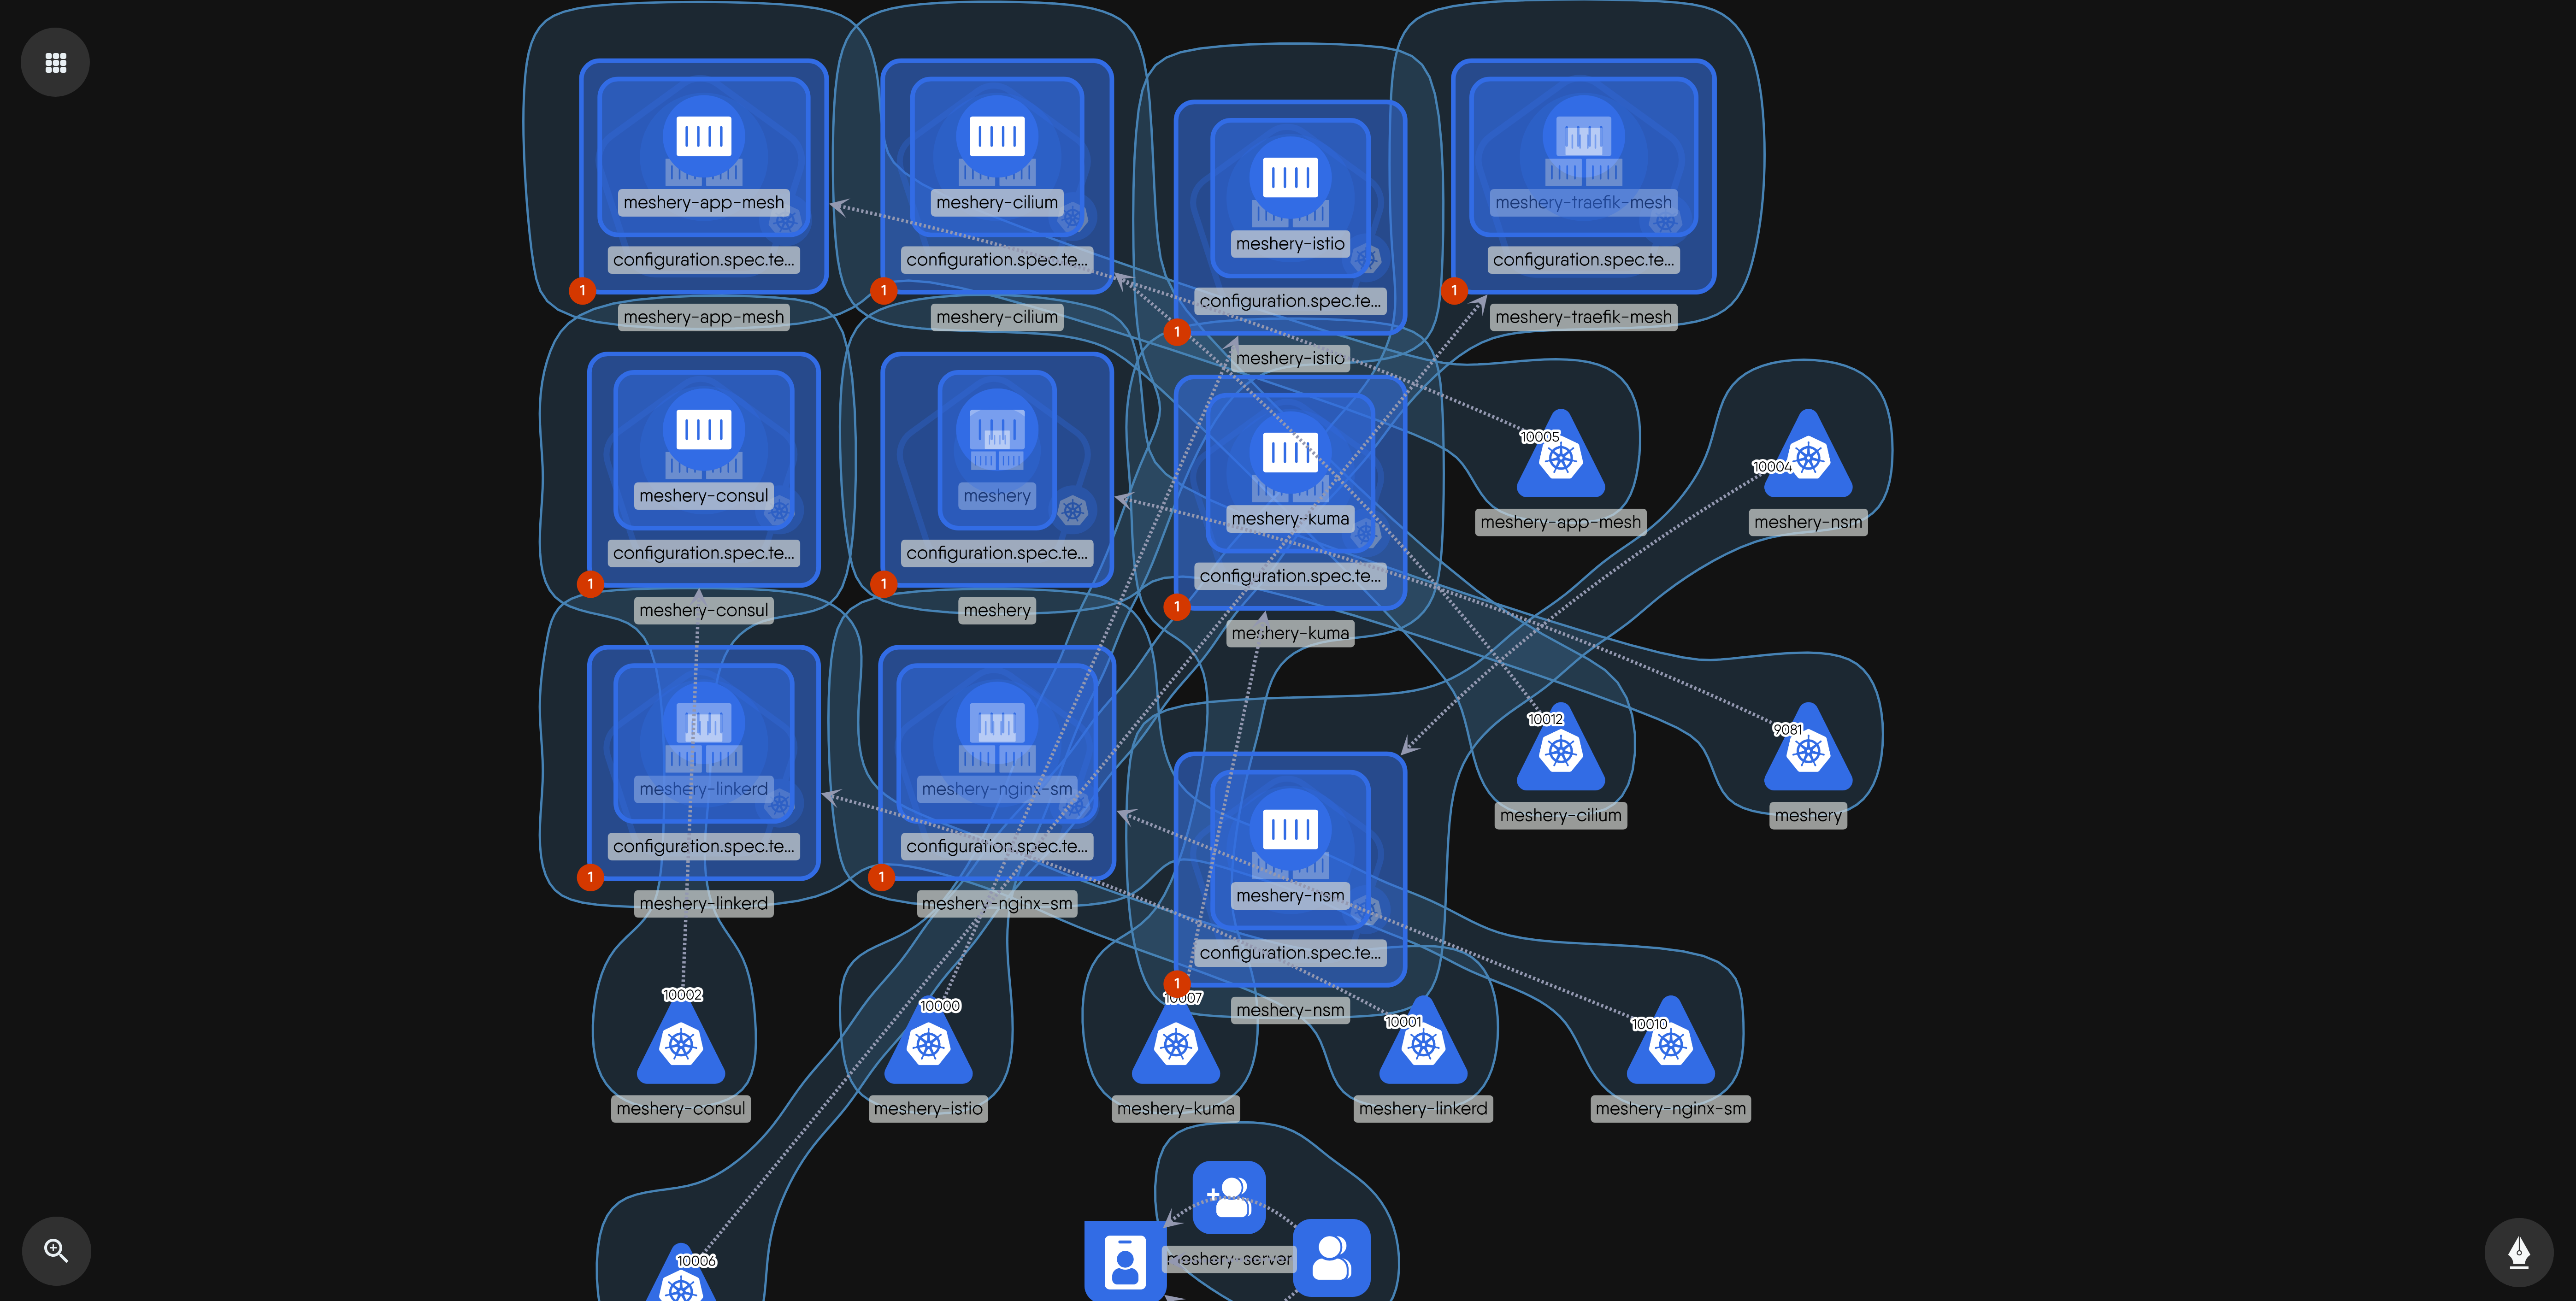 meshery-app-mesh
meshery-cilium
meshery-traefik-mesh
meshery-istio
configuration.spec.te...
configuration.spec.te...
configuration.spec.te...
configuration.spec.te...
1
1
1
1
meshery-app-mesh
meshery-cilium
meshery-traefik-mesh
meshery-istio
10005
10004
meshery-consul
meshery
meshery-kuma
meshery-app-mesh
meshery-nsm
configuration.spec.te...
configuration.spec.te...
configuration.spec.te...
1
1
1
meshery-consul
meshery
meshery-kuma
10012
9081
meshery-linkerd
meshery-nginx-sm
meshery-cilium
meshery
configuration.spec.te...
configuration.spec.te...
1
1
meshery-linkerd
meshery-nginx-sm
meshery-nsm
configuration.spec.te...
1
10002
10000
10007
meshery-nsm
10001
10010
meshery-consul
meshery-istio
meshery-kuma
meshery-linkerd
meshery-nginx-sm
10006
meshery-server